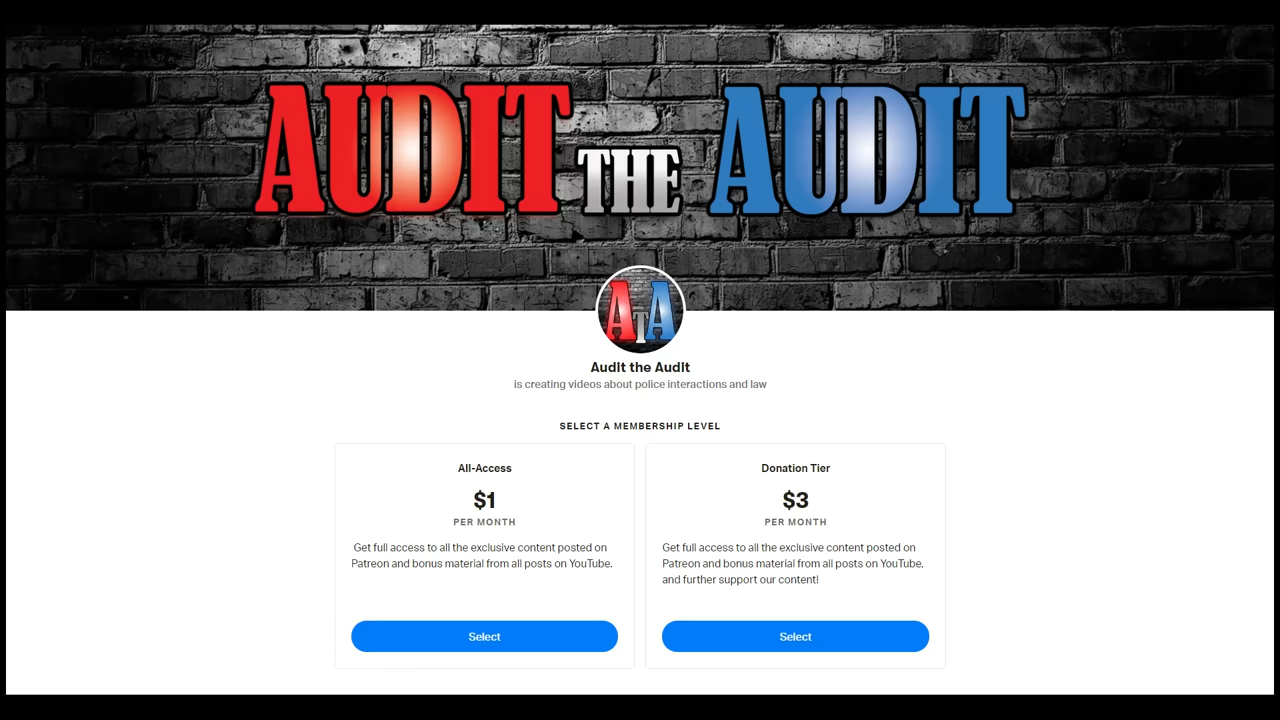 AUDIT THE AUDIT
ATA
Audit the Audit
is creating videos about police interactions and law
SELECT A MEMBERSHIP LEVEL
All-Access
$1
PER MONTH
Get full access to all the exclusive content posted on
Patreon and bonus material from all posts on YouTube.
Select
Donation Tier
$3
PER MONTH
Get full access to all the exclusive content posted on
Patreon and bonus material from all posts on YouTube,
and further support our content!
Select